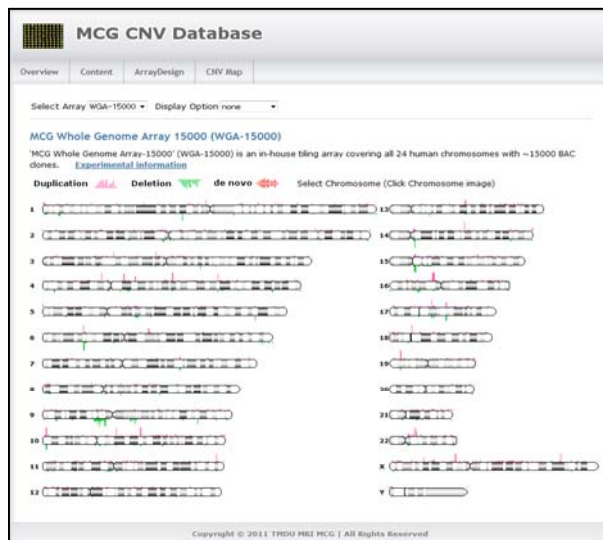 MCG CNV Database
Overview Content ArrayDesign CNV Map
Select Array WGA-15000 Display Option none
MCG Whole Genome Array 15000 (WGA-15000)
'MCG Whole Genome Array-15000' (WGA-15000) is an in-house tiling array covering all 24 human chromosomes with ~15000 BAC
clones. Experimental information
Duplication Deletion de novo Select Chromosome (Click Chromosome image)
1 13
2 14
3 15
4 16
5 17
6 18
7 19
8 20
9 21
10 22
11 X
12 Y
Copyright © 2011 TMDU MRI MCG | All Rights Reserved